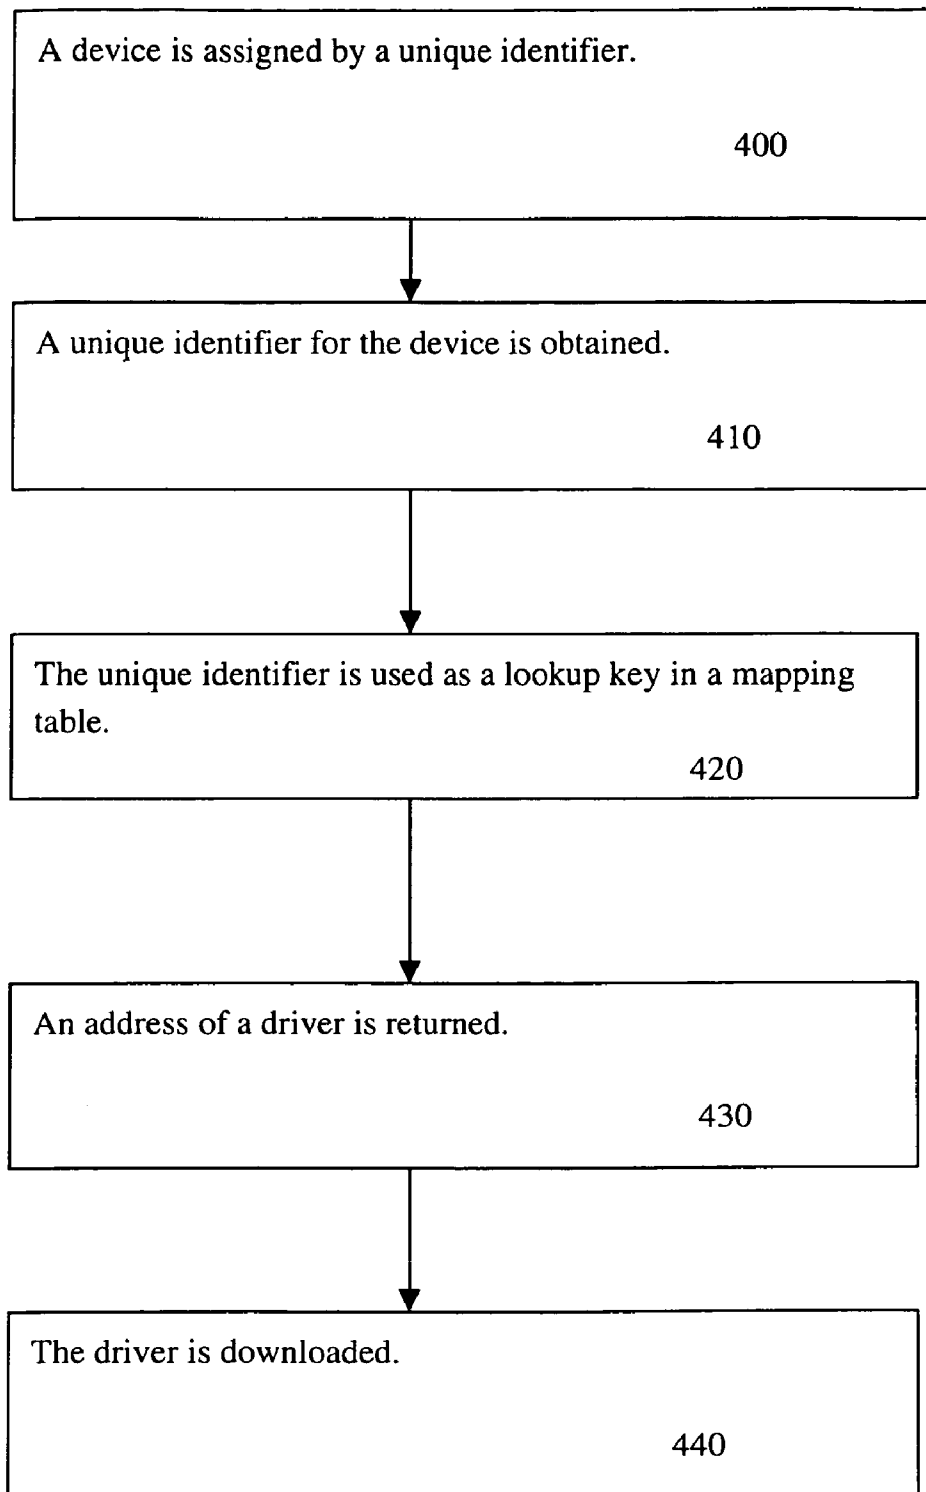 A device is assigned by a unique identifier.
400
A unique identifier for the device is obtained.
410
The unique identifier is used as a lookup key in a mapping
table.
420
An address of a driver is returned.
430
The driver is downloaded.
440